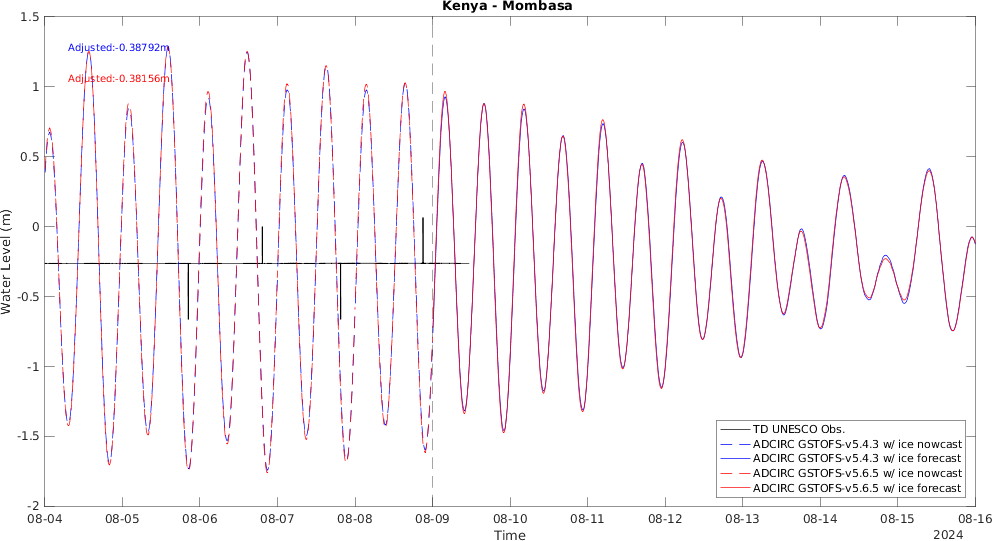 Kenya - Mombasa
1.5
1
0.5
0
-0.5
-1
-1.5
-2
Water Level (m)
Adjusted:-0.38792m
Adjusted:-0.38156m
TD UNESCO Obs.
ADCIRC GSTOFS-v5.4.3 w/ ice nowcast
ADCIRC GSTOFS-v5.4.3 w/ ice forecast
ADCIRC GSTOFS-v5.6.5 w/ ice nowcast
ADCIRC GSTOFS-v5.6.5 w/ ice forecast
08-04 08-05 08-06 08-07 08-08 08-09 08-10 08-11 08-12 08-13 08-14 08-15 08-16
Time
2024